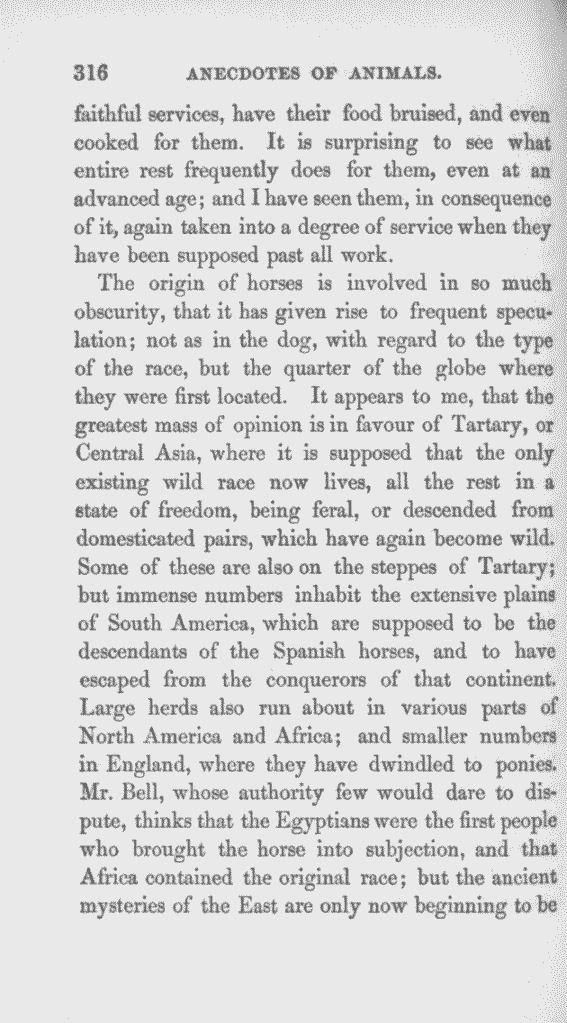 316 ANECDOTES OF ANIMALS.
faithful services, have their food bruised, and even
cooked for them. It is surprising to see what
entire rest frequently does for them, even at an
advanced age; and I have seen them, in consequence
of it, again taken into a degree of service when they
have been supposed past all work.
The origin of horses is involved in so much
obscurity, that it has given rise to frequent specu-
lation; not as in the dog, with regard to the type
of the race, but the quarter of the globe where
they were first located. It appears to me, that the
greatest mass of opinion is in favour of Tartary, or
Central Asia, where it is supposed that the only
existing wild race now lives, all the rest in a
state of freedom, being feral, or descended from
domesticated pairs, which have again become wild.
Some of these are also on the steppes of Tartary;
but immense numbers inhabit the extensive plains
of South America, which are supposed to be the
descendants of the Spanish horses, and to have
escaped from the conquerors of that continent.
Large herds also run about in various parts of
North America and Africa; and smaller numbers
in England, where they have dwindled to ponies.
Mr. Bell, whose authority few would dare to dis-
pute, thinks that the Egyptians were the first people
who brought the horse into subjection, and that
Africa contained the original race; but the ancient
mysteries of the East are only now beginning to be